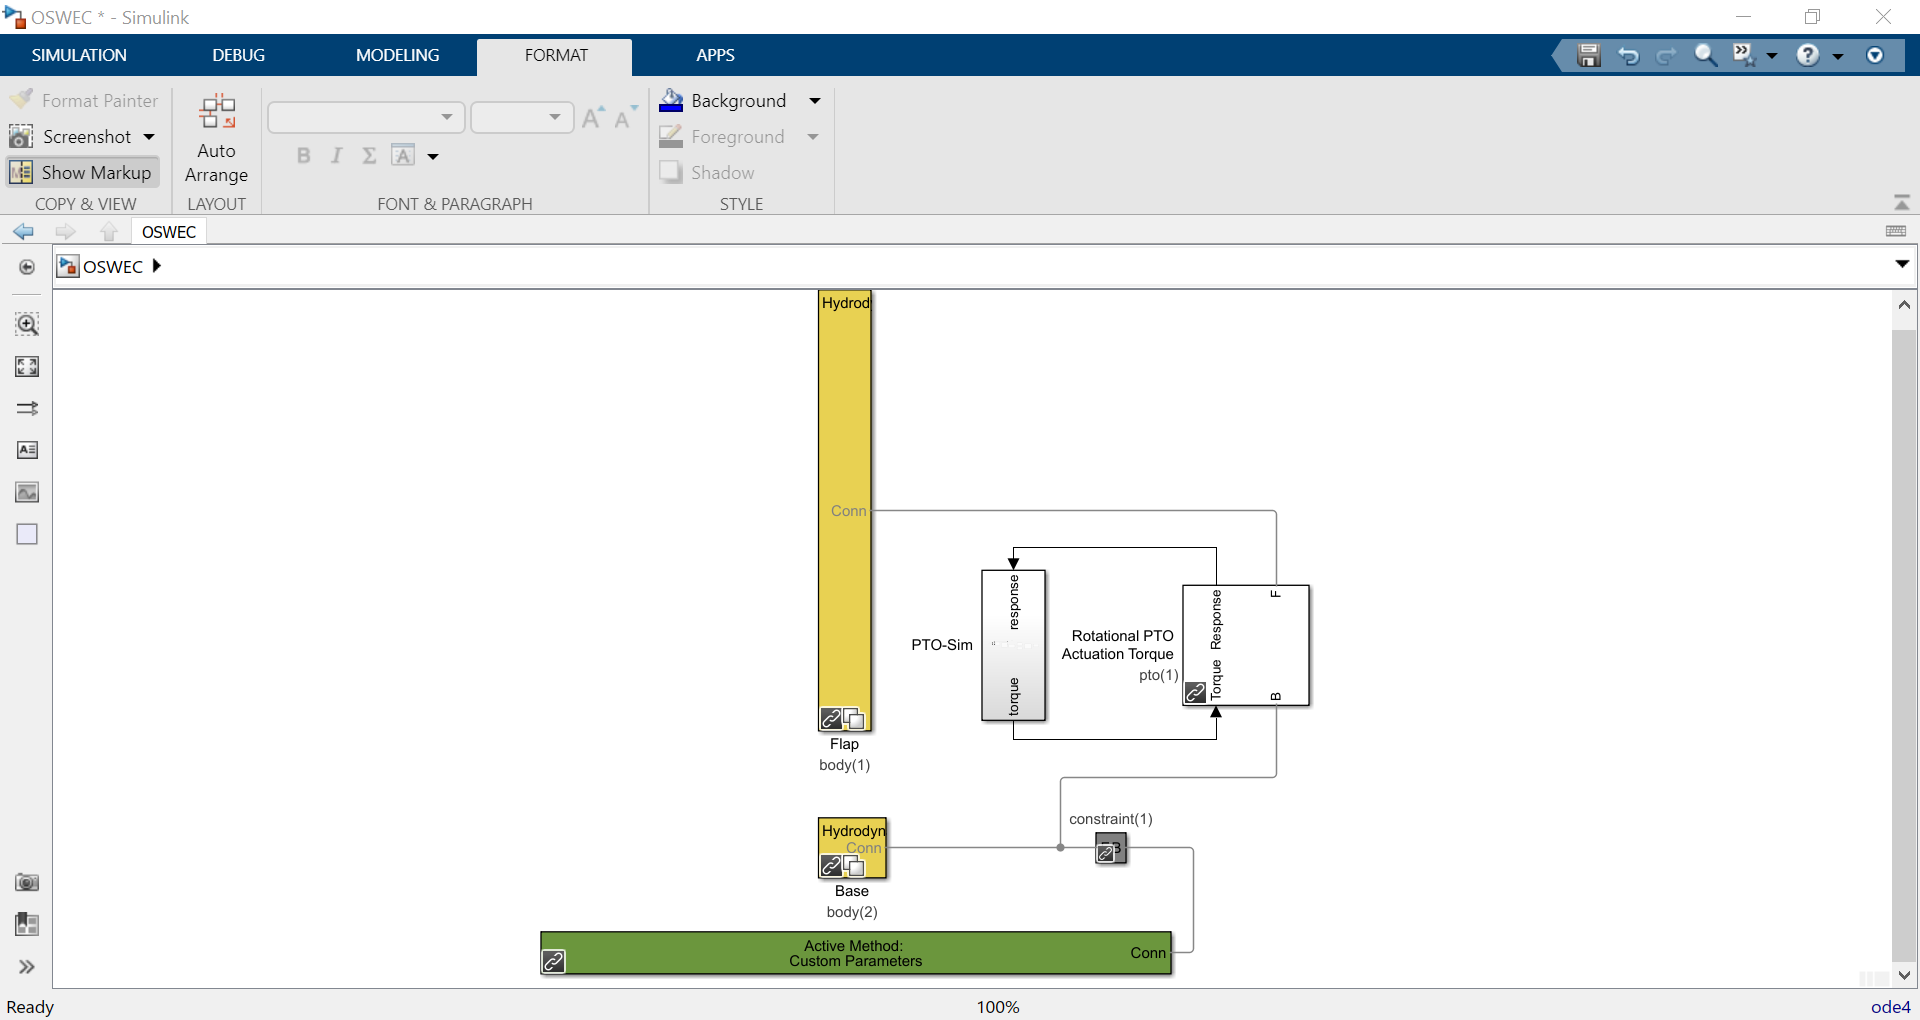 OSWEC * - Simulink
SIMULATION DEBUG MODELING FORMAT APPS
Format Painter
Screenshot
Show Markup
COPY & VIEW
Auto
Arrange
LAYOUT
B I Σ A
A A
FONT & PARAGRAPH
Background
Foreground
Shadow
STYLE
OSWEC
OSWEC
Hydrod
Conn
Flap
body(1)
PTO-Sim
response
torque
Rotational PTO
Actuation Torque
pto(1)
Response
Torque
F
B
Hydrodyn
Conn
Base
body(2)
constraint(1)
Active Method:
Custom Parameters
Conn
Ready
100%
ode4